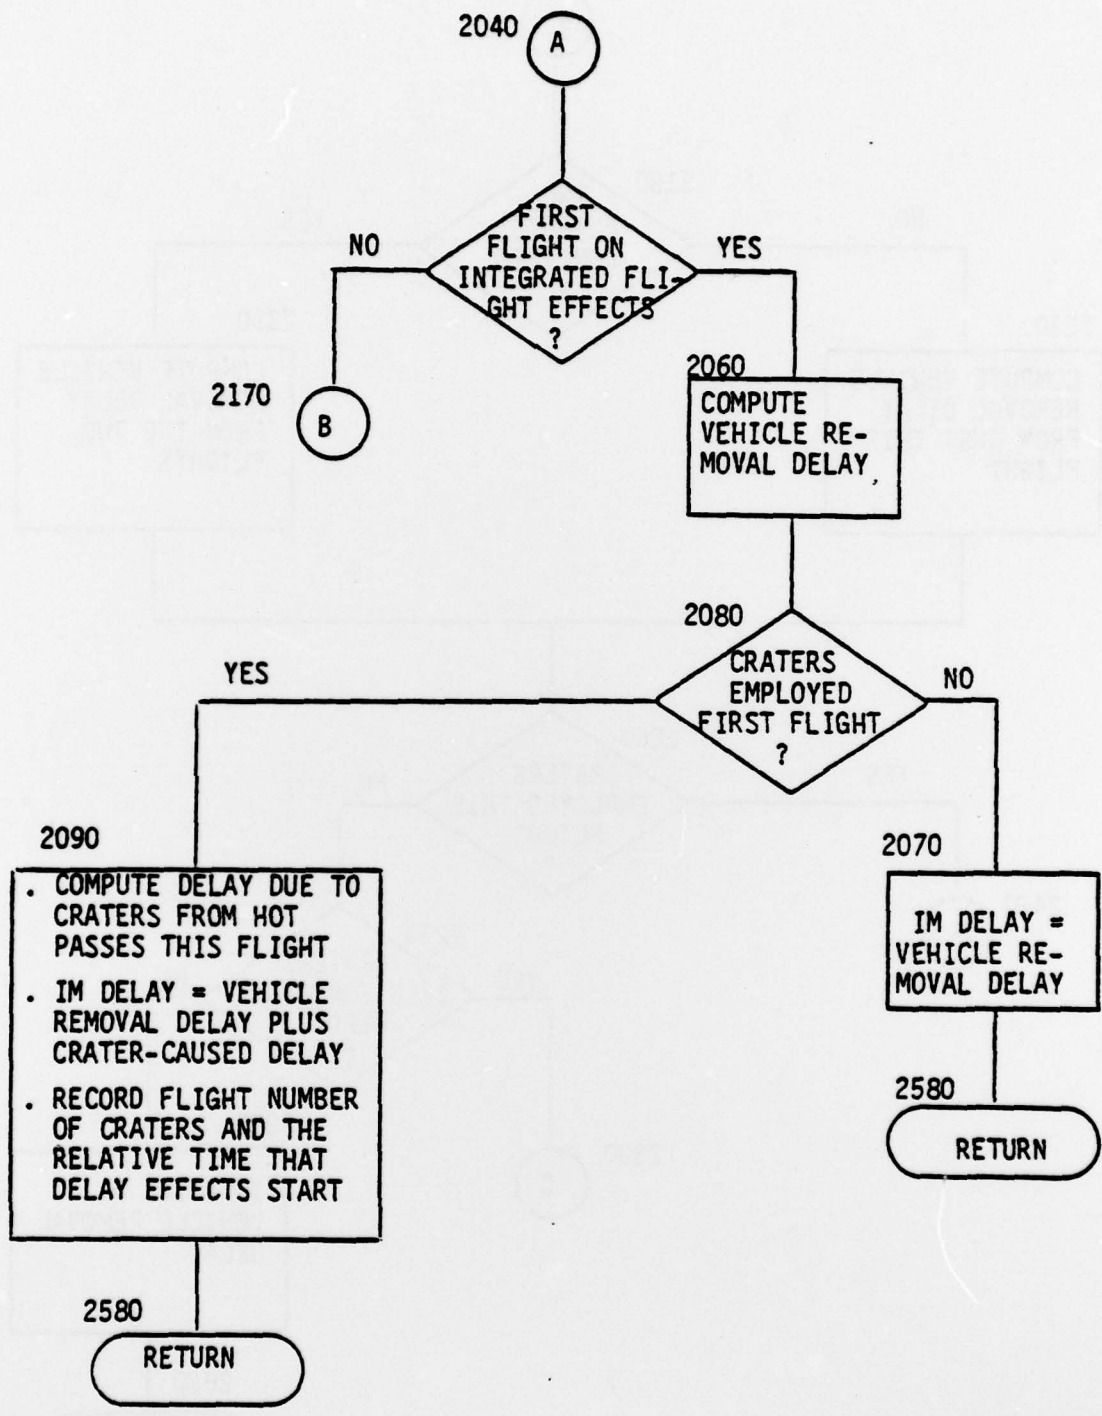 2040
A
FIRST
FLIGHT ON
INTEGRATED FLI-
GHT EFFECTS
?
NO
YES
2170
B
2060
COMPUTE
VEHICLE RE-
MOVAL DELAY
2080
CRATERS
EMPLOYED
FIRST FLIGHT
?
YES
NO
2090
. COMPUTE DELAY DUE TO
CRATERS FROM HOT
PASSES THIS FLIGHT
. IM DELAY = VEHICLE
REMOVAL DELAY PLUS
CRATER-CAUSED DELAY
. RECORD FLIGHT NUMBER
OF CRATERS AND THE
RELATIVE TIME THAT
DELAY EFFECTS START
2580
RETURN
2070
IM DELAY =
VEHICLE RE-
MOVAL DELAY
2580
RETURN